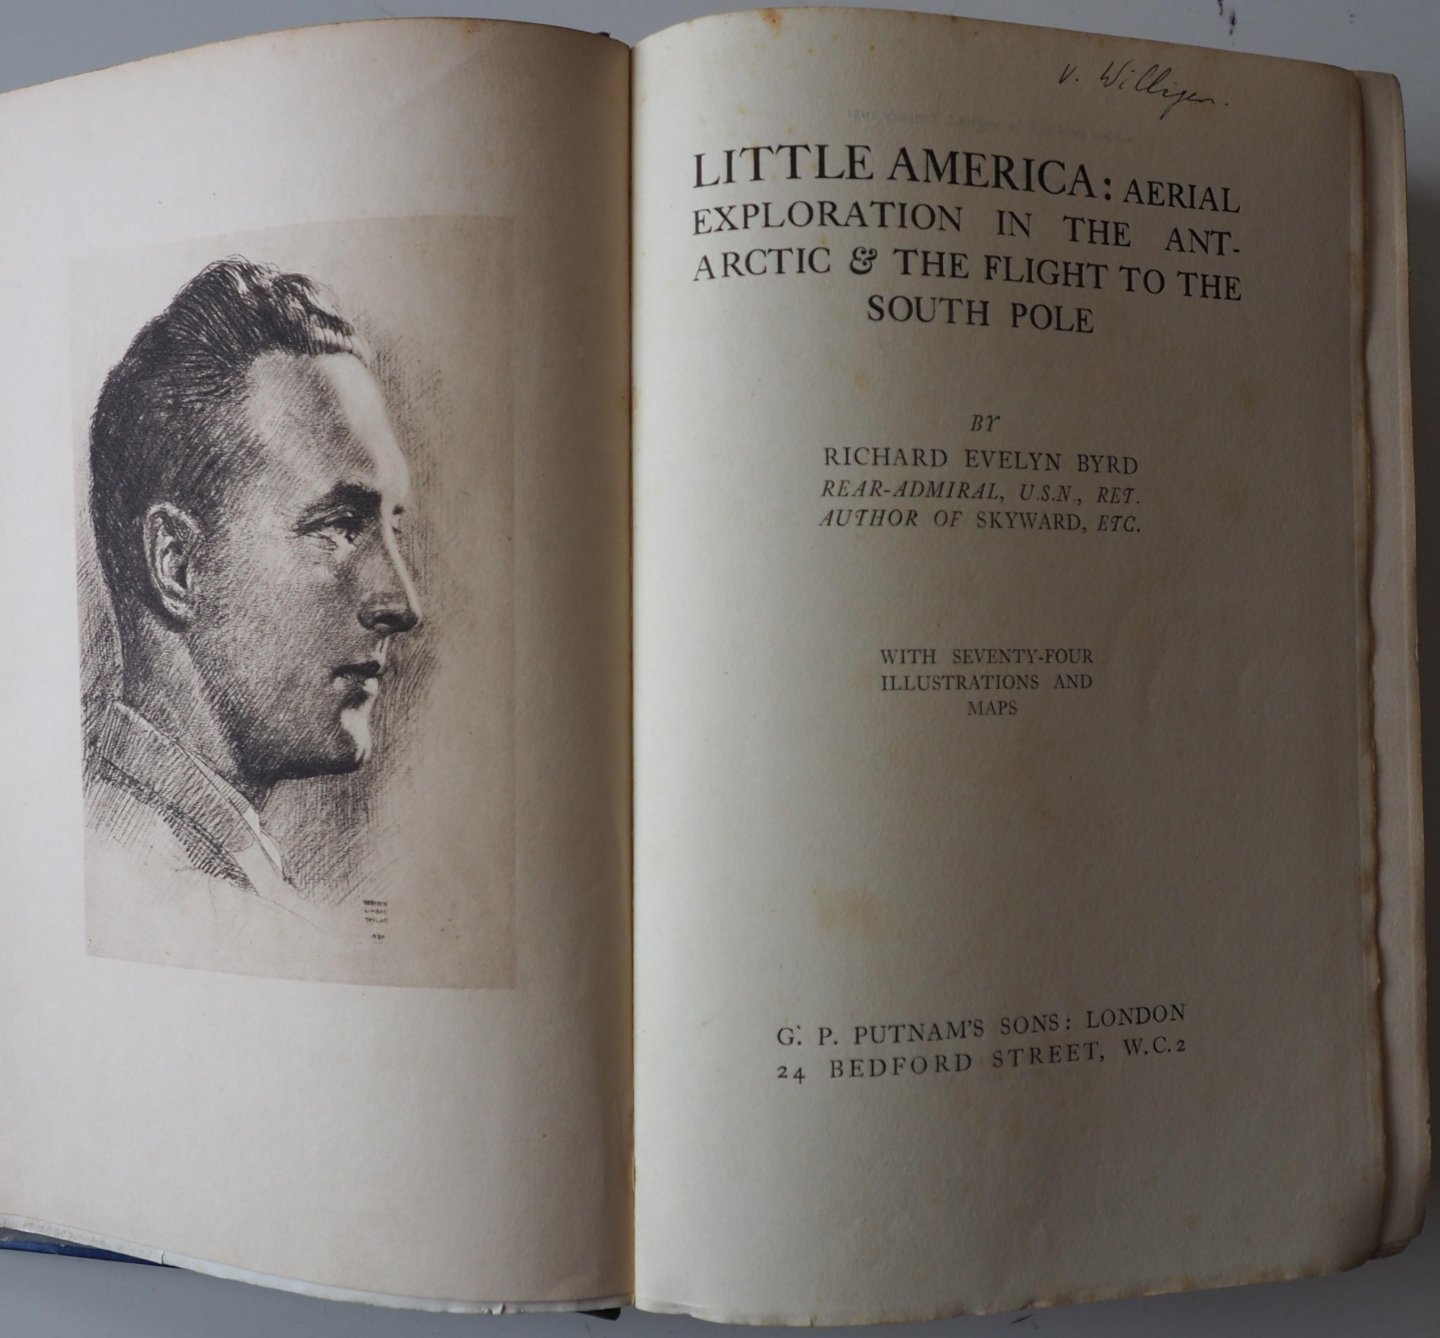 v. Willigen.
LITTLE AMERICA: AERIAL
EXPLORATION IN THE ANT-
ARCTIC & THE FLIGHT TO THE
SOUTH POLE
BY
RICHARD EVELYN BYRD
REAR-ADMIRAL, U.S.N., RET.
AUTHOR OF SKYWARD, ETC.
WITH SEVENTY-FOUR
ILLUSTRATIONS AND
MAPS
G. P. PUTNAM'S SONS: LONDON
24 BEDFORD STREET, W.C.2